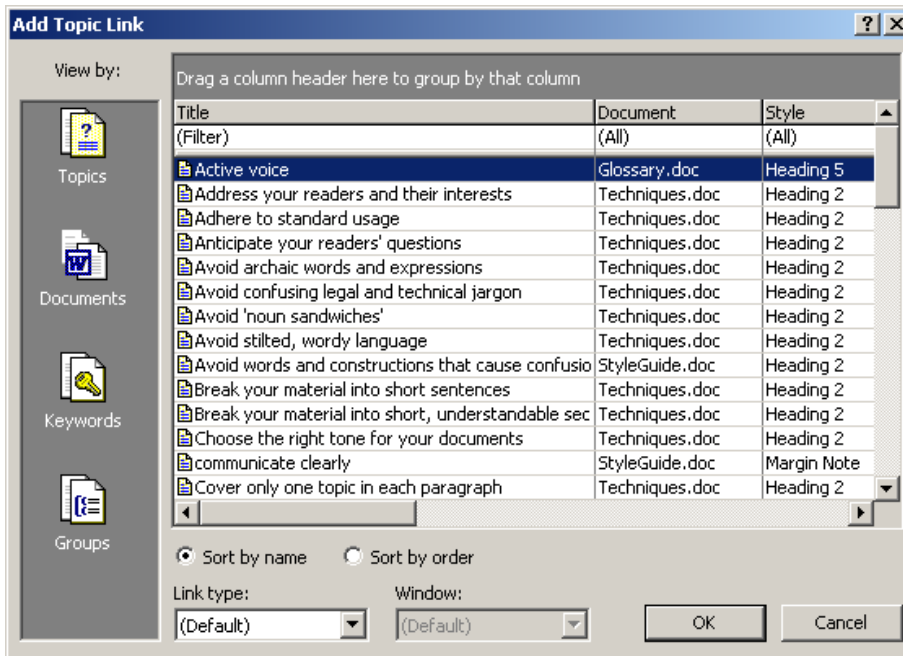 Add Topic Link
View by:
Topics
Documents
Keywords
Groups
Drag a column header here to group by that column
Title Document Style
(Filter) (All) (All)
Active voice Glossary.doc Heading 5
Address your readers and their interests Techniques.doc Heading 2
Adhere to standard usage Techniques.doc Heading 2
Anticipate your readers' questions Techniques.doc Heading 2
Avoid archaic words and expressions Techniques.doc Heading 2
Avoid confusing legal and technical jargon Techniques.doc Heading 2
Avoid 'noun sandwiches' Techniques.doc Heading 2
Avoid stilted, wordy language Techniques.doc Heading 2
Avoid words and constructions that cause confusio StyleGuide.doc Heading 2
Break your material into short sentences Techniques.doc Heading 2
Break your material into short, understandable sec Techniques.doc Heading 2
Choose the right tone for your documents Techniques.doc Heading 2
communicate clearly StyleGuide.doc Margin Note
Cover only one topic in each paragraph Techniques.doc Heading 2
Sort by name Sort by order
Link type: Window:
(Default) (Default) OK Cancel